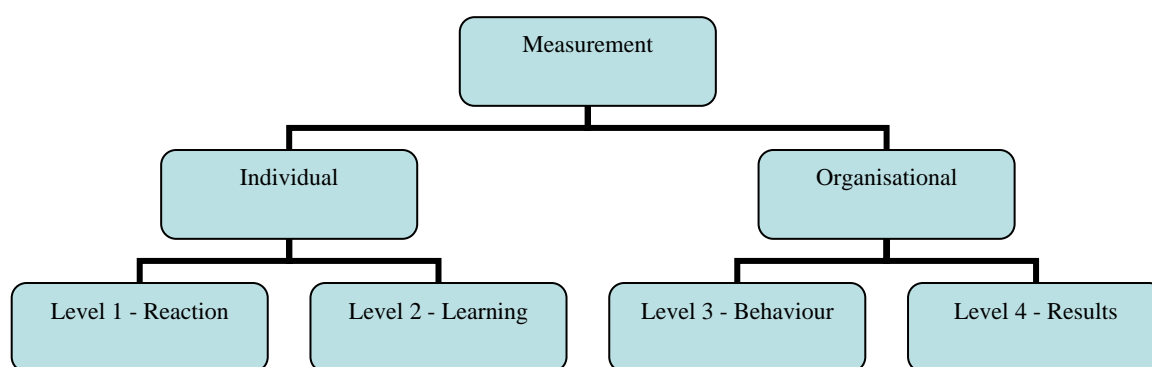 Measurement
Individual
Organisational
Level 1 - Reaction
Level 2 - Learning
Level 3 - Behaviour
Level 4 - Results